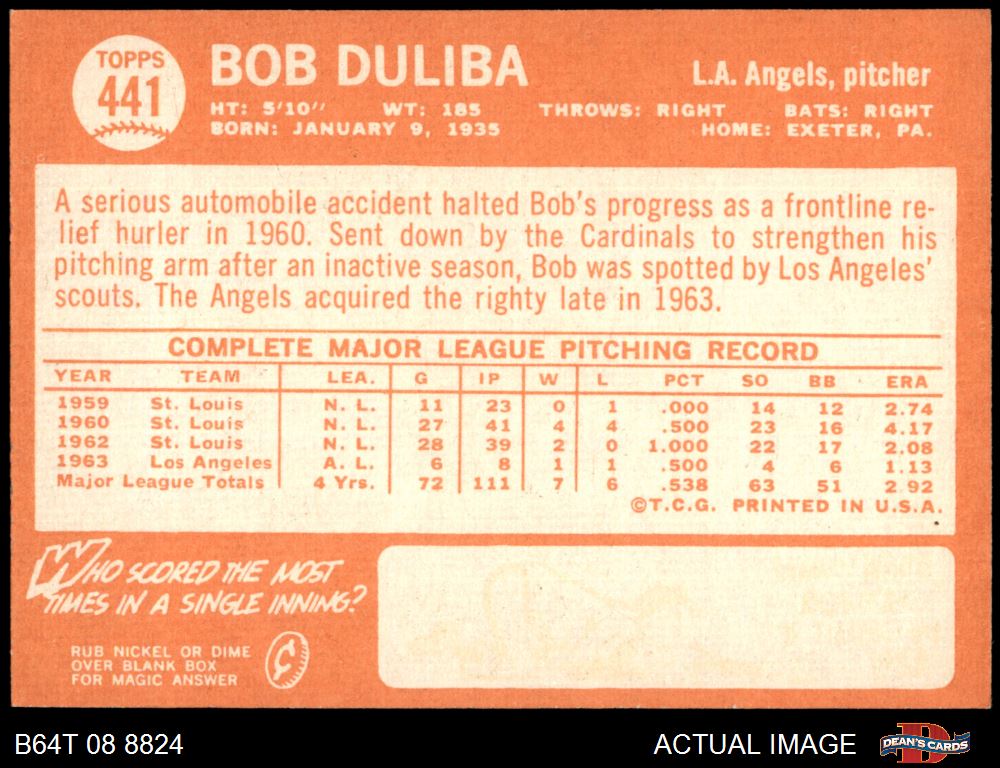 TOPPS
441
BOB DULIBA
L.A. Angels, pitcher
HT: 5'10" WT: 185 THROWS: RIGHT BATS: RIGHT
BORN: JANUARY 9, 1935 HOME: EXETER, PA.
A serious automobile accident halted Bob's progress as a frontline re-
lief hurler in 1960. Sent down by the Cardinals to strengthen his
pitching arm after an inactive season, Bob was spotted by Los Angeles'
scouts. The Angels acquired the righty late in 1963.
COMPLETE MAJOR LEAGUE PITCHING RECORD
YEAR TEAM LEA. G IP W L PCT SO BB ERA
1959 St. Louis N. L. 11 23 0 1 .000 14 12 2.74
1960 St. Louis N. L. 27 41 4 4 .500 23 16 4.17
1962 St. Louis N. L. 28 39 2 0 1.000 22 17 2.08
1963 Los Angeles A. L. 6 8 1 1 .500 4 6 1.13
Major League Totals 4 Yrs. 72 111 7 6 .538 63 51 2.92
©T.C.G. PRINTED IN U.S.A.
WHO SCORED THE MOST
TIMES IN A SINGLE INNING?
RUB NICKEL OR DIME
OVER BLANK BOX
FOR MAGIC ANSWER
¢
B64T 08 8824
ACTUAL IMAGE
DEAN'S CARDS